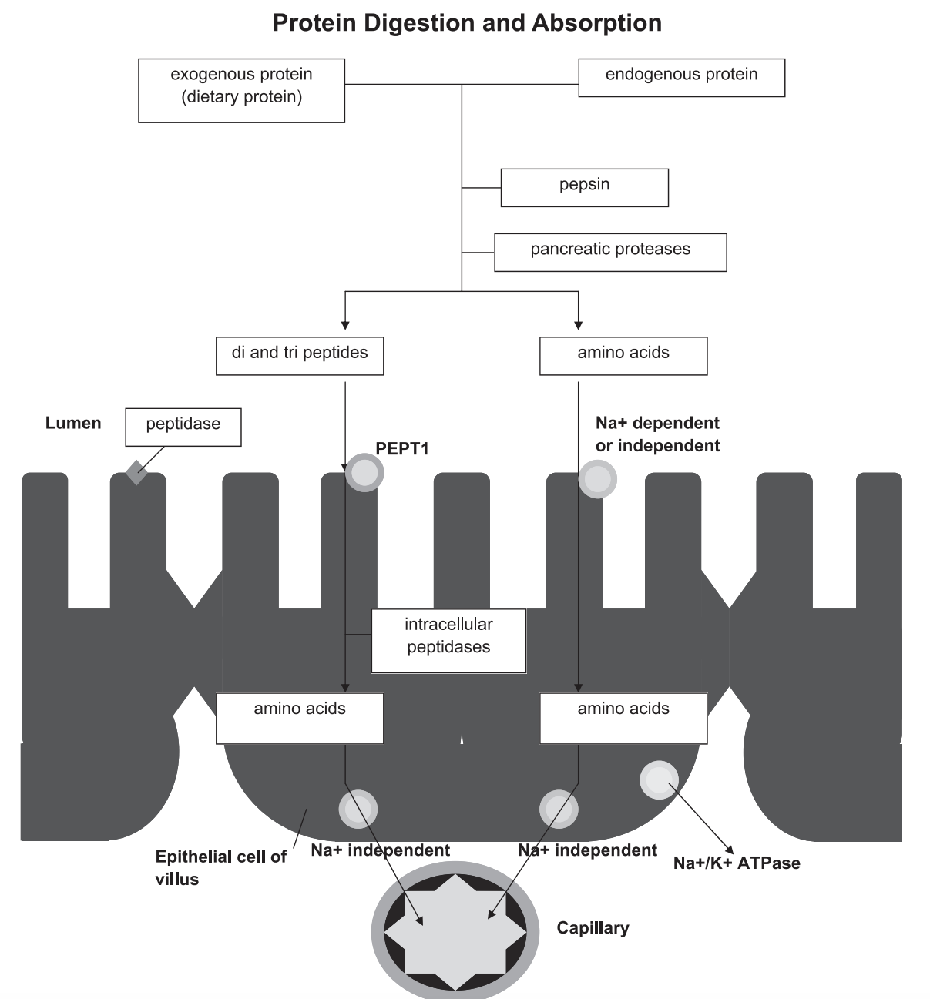 Protein Digestion and Absorption
exogenous protein
(dietary protein)
endogenous protein
pepsin
pancreatic proteases
di and tri peptides
amino acids
Lumen
peptidase
PEPT1
Na+ dependent
or independent
intracellular
peptidases
amino acids
amino acids
Epithelial cell of
villus
Na+ independent
Na+ independent
Na+/K+ ATPase
Capillary